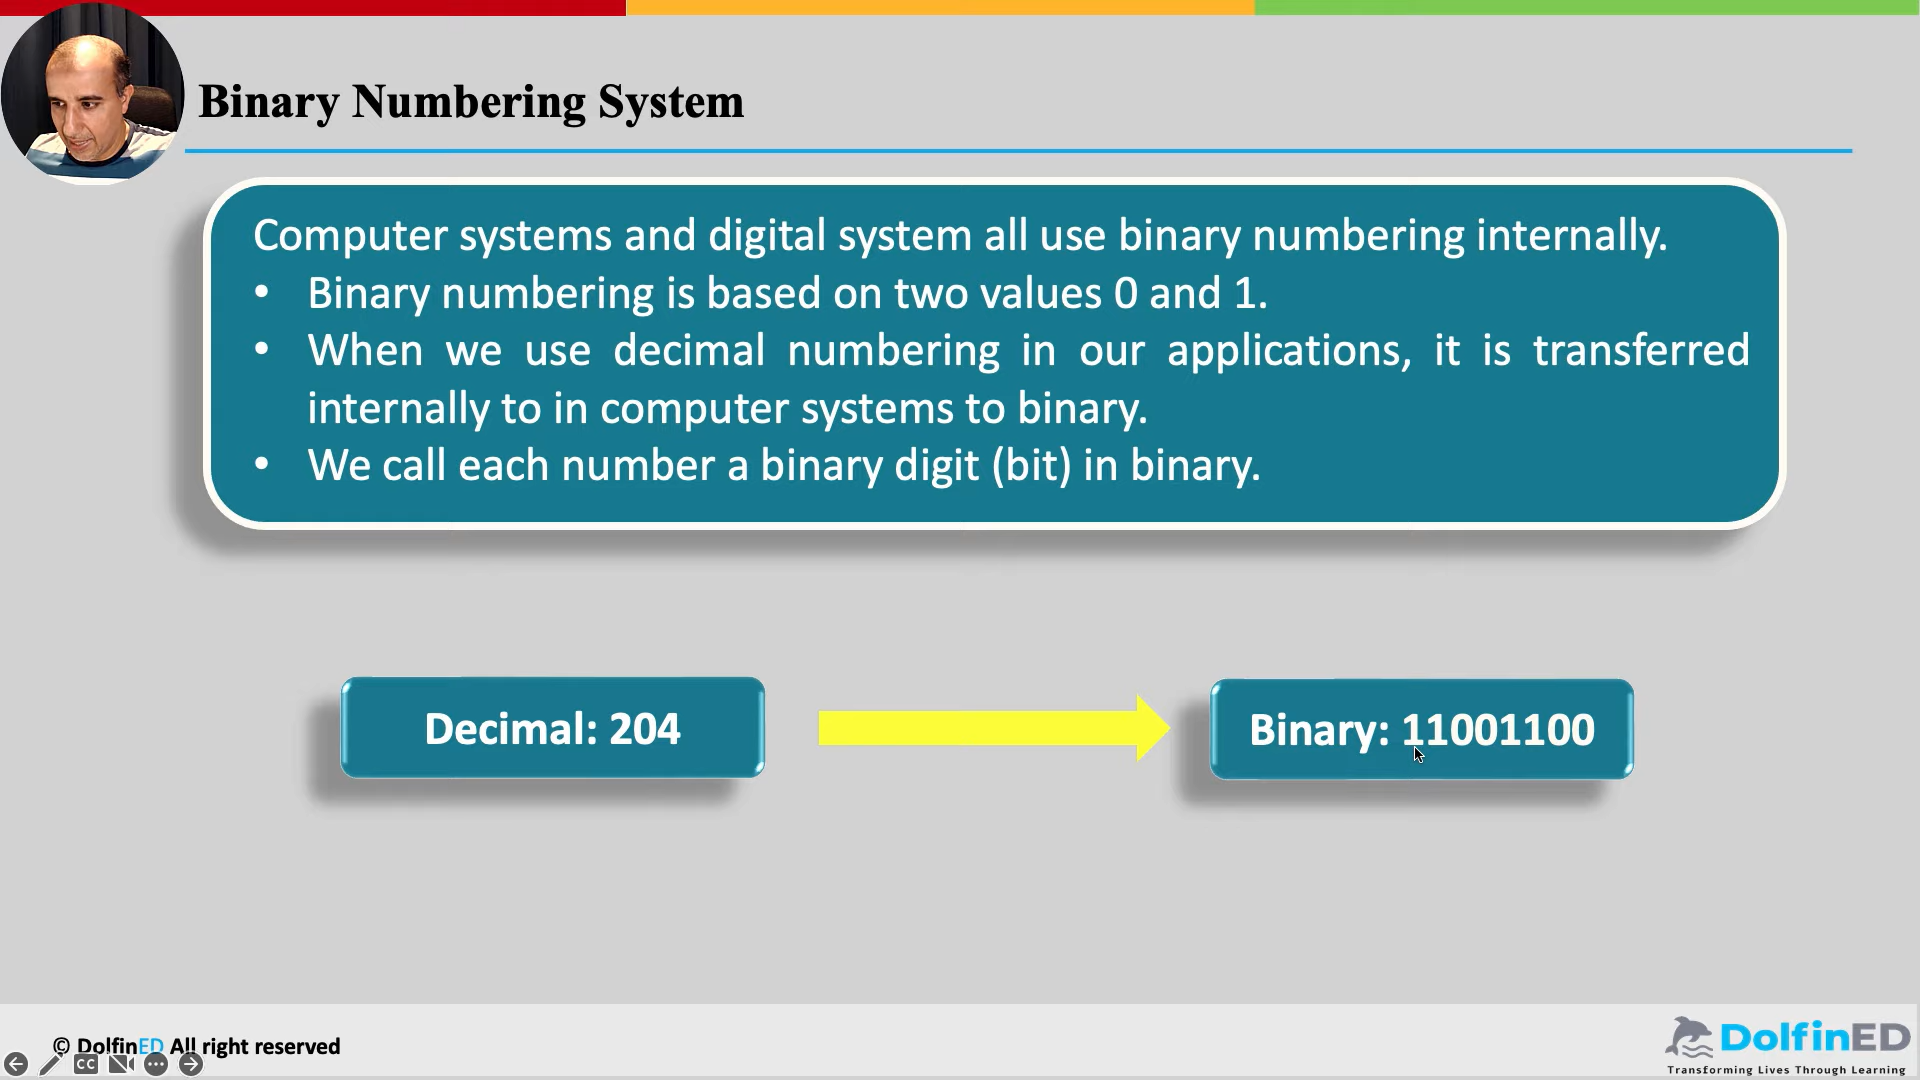 Binary Numbering System
Computer systems and digital system all use binary numbering internally.
• Binary numbering is based on two values 0 and 1.
• When we use decimal numbering in our applications, it is transferred
internally to in computer systems to binary.
• We call each number a binary digit (bit) in binary.
Decimal: 204
Binary: 11001100
© DolfinED All right reserved
CC
DolfinED
Transforming Lives Through Learning